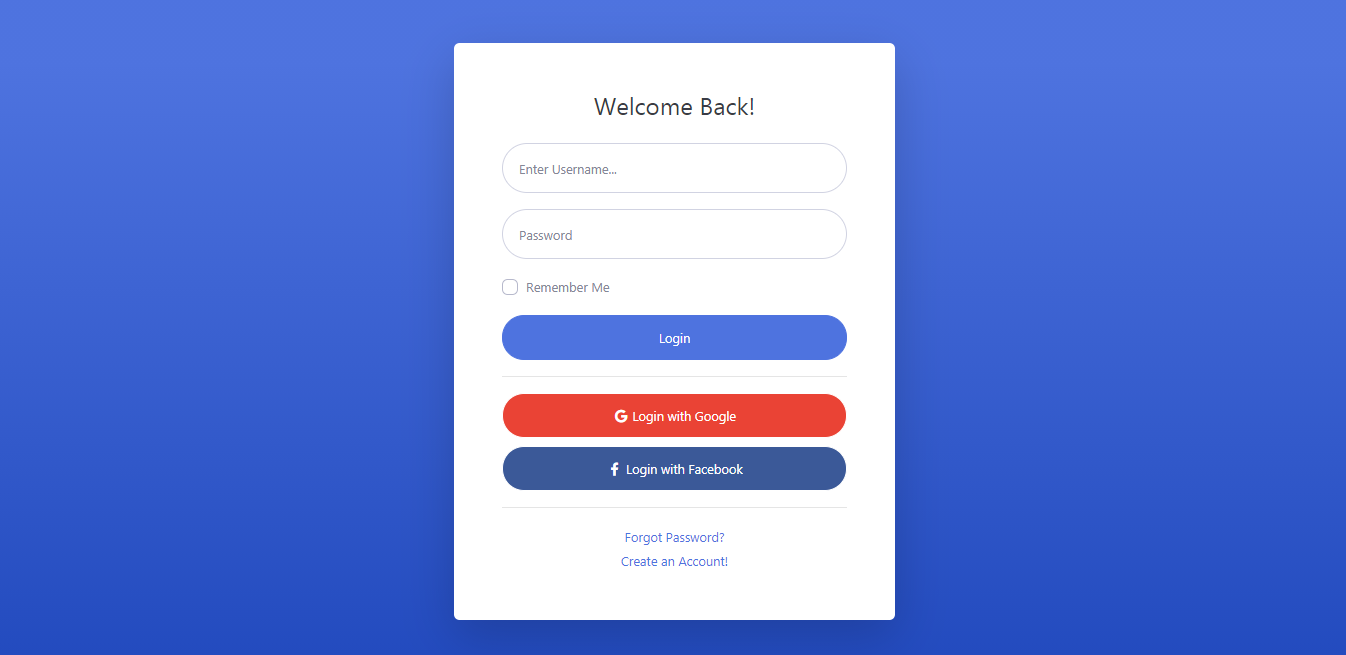 Welcome Back!
Enter Username...
Password
Remember Me
Login
Login with Google
Login with Facebook
Forgot Password?
Create an Account!